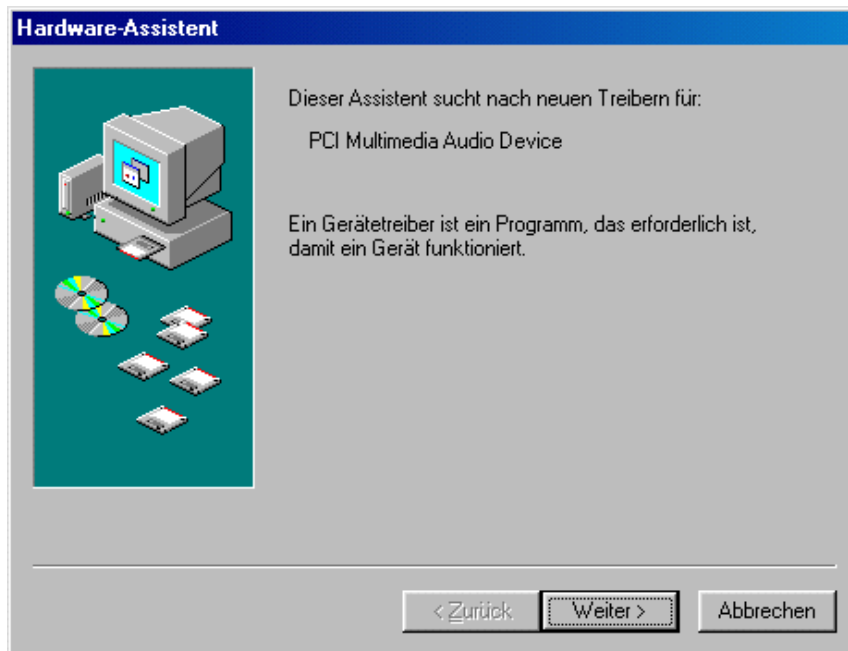 Hardware-Assistent
Dieser Assistent sucht nach neuen Treibern für:
PCI Multimedia Audio Device
Ein Gerätetreiber ist ein Programm, das erforderlich ist,
damit ein Gerät funktioniert.
< Zurück Weiter > Abbrechen